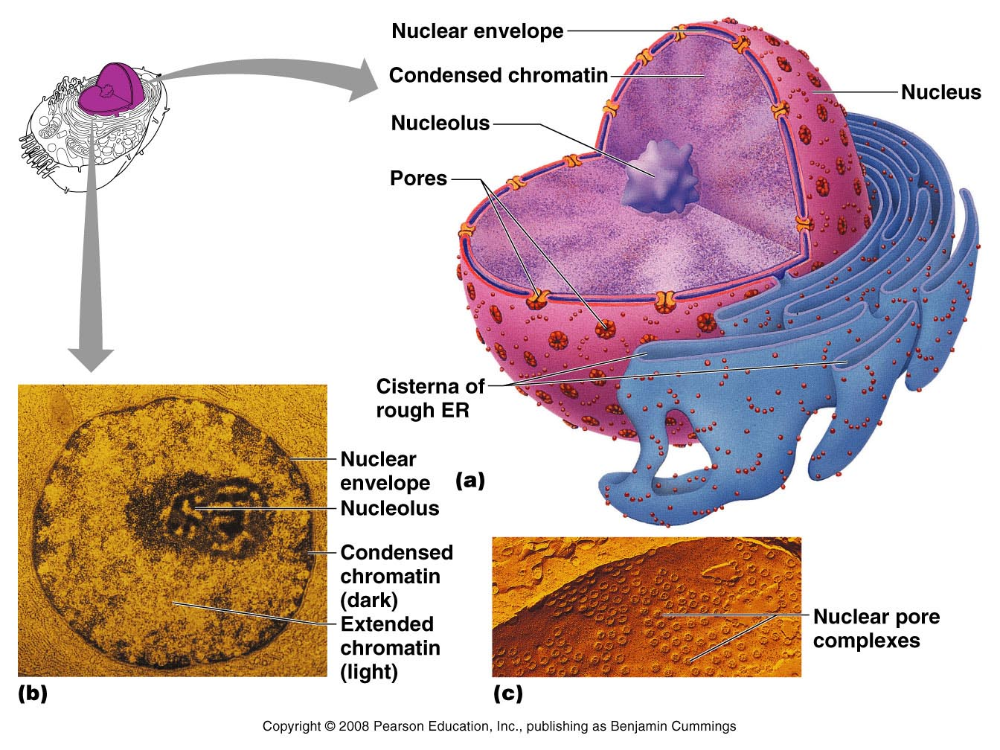 Nuclear envelope
Condensed chromatin
Nucleus
Nucleolus
Pores
Cisterna of
rough ER
(a)
Nuclear
envelope
Nucleolus
Condensed
chromatin
(dark)
Extended
chromatin
(light)
(b)
Nuclear pore
complexes
(c)
Copyright © 2008 Pearson Education, Inc., publishing as Benjamin Cummings